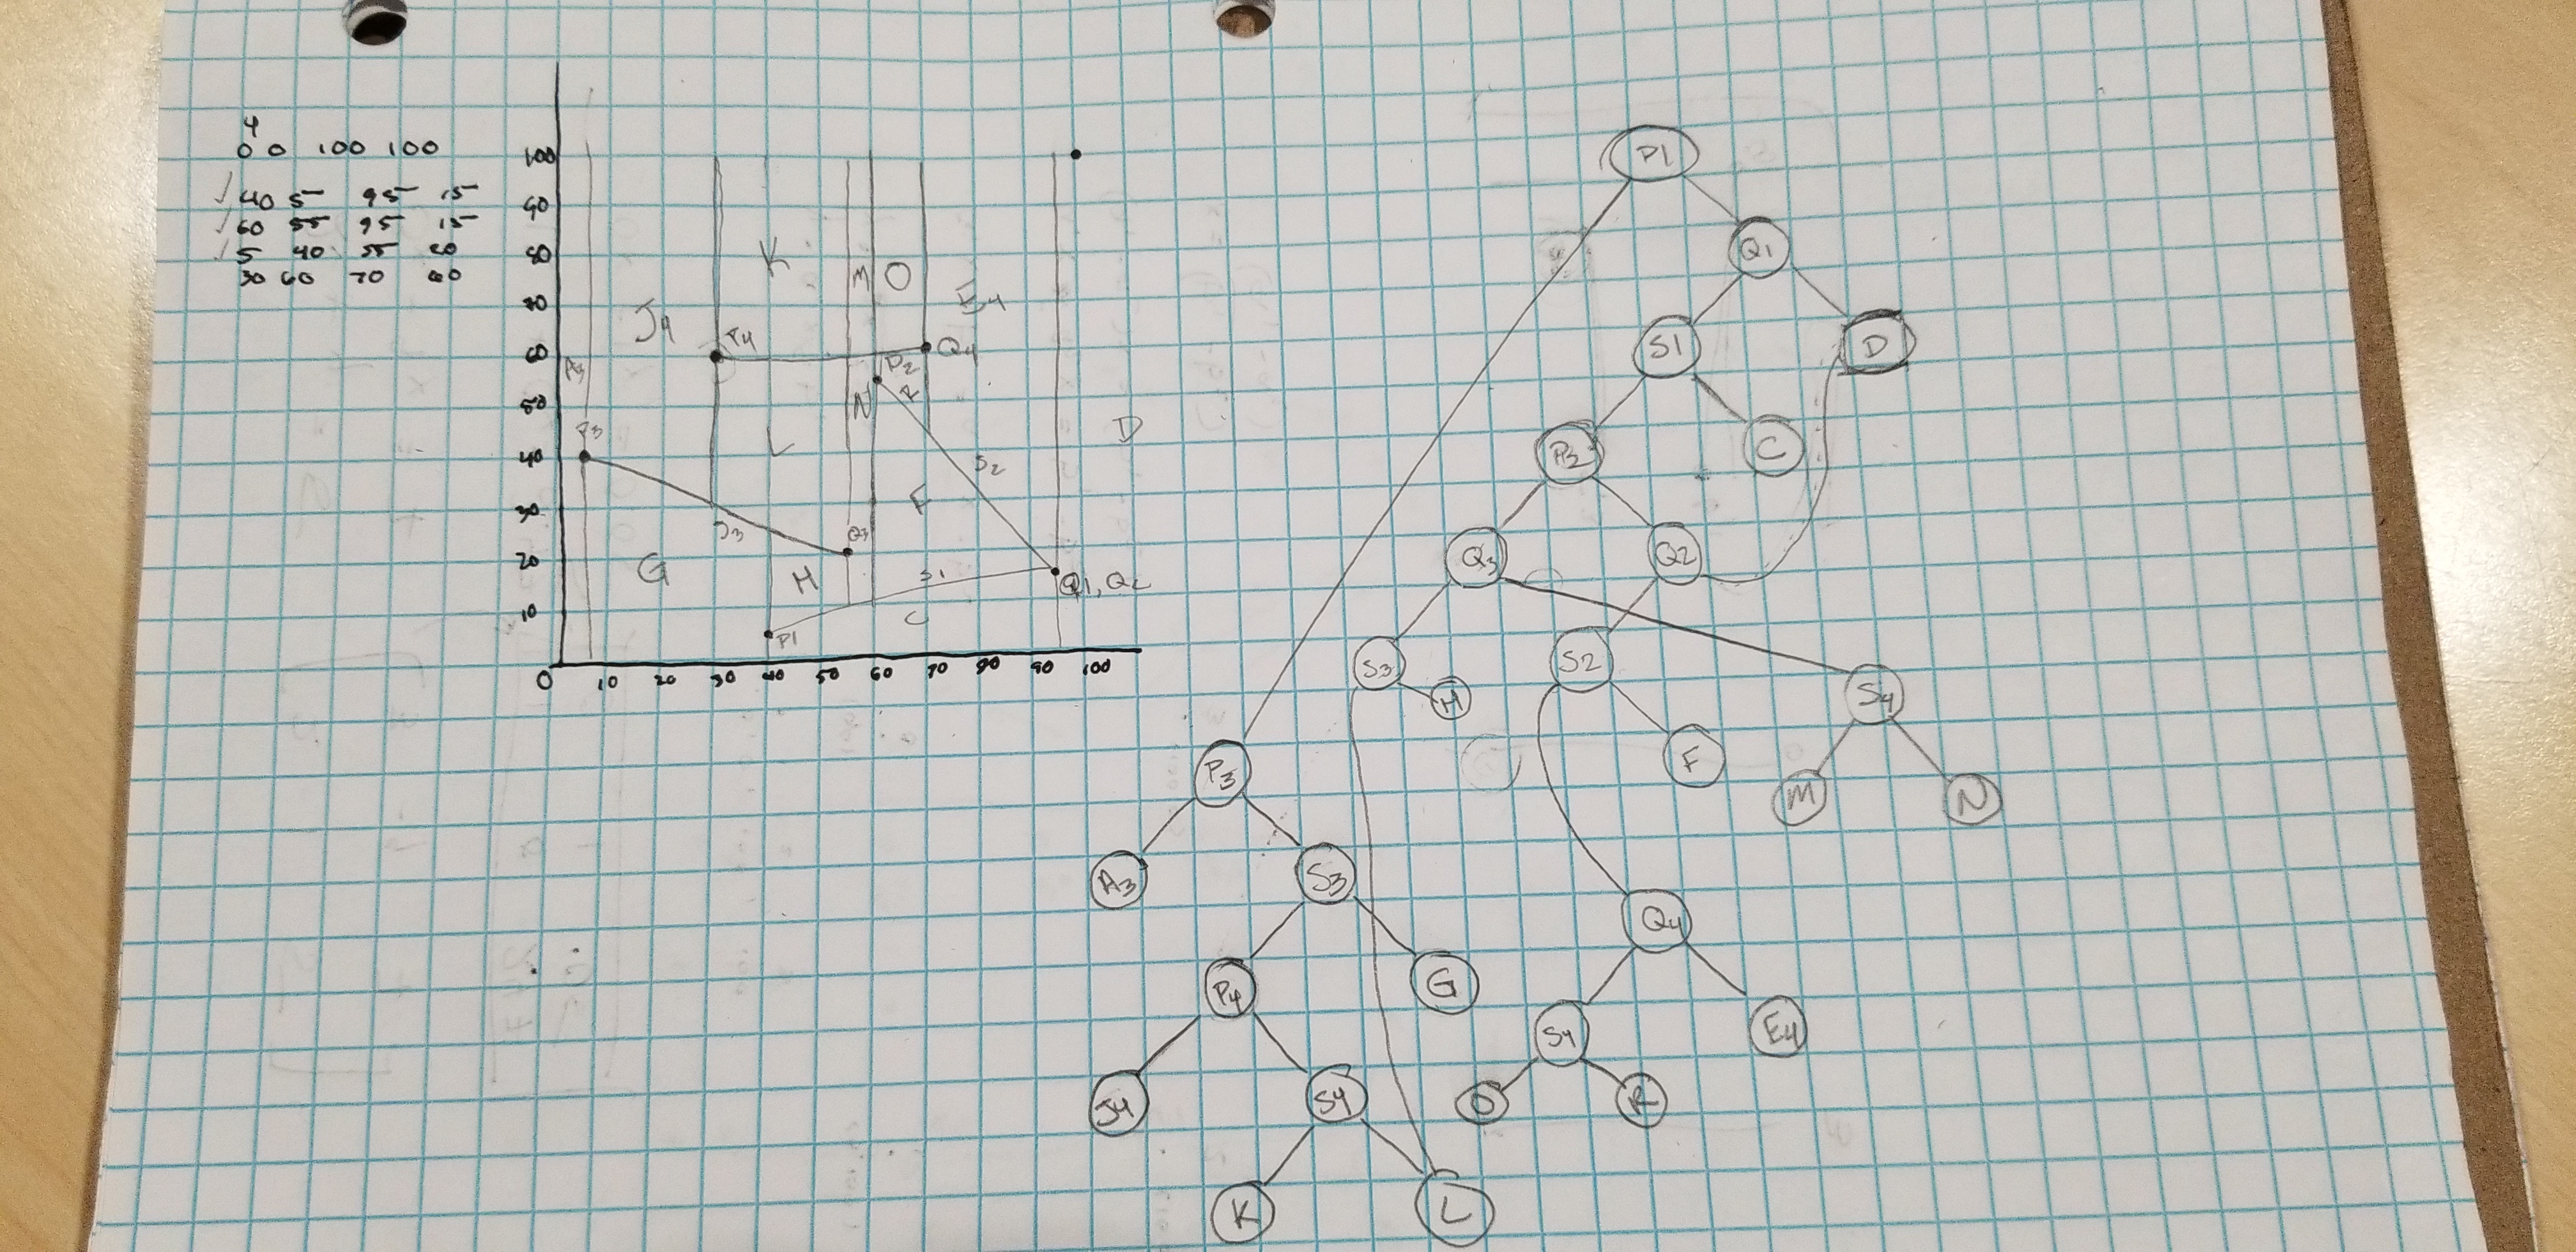 4
0 0 100 100
40 5 95 15
60 55 95 15
5 40 55 20
30 60 70 60
100
90
80
70
60
50
40
30
20
10
0 10 20 30 40 50 60 70 80 90 100
K
M O
E4
J4
P4
Q4
A3
P2
N R
P3
L
D
S2
F
S3
Q3
G
H
S1
Q1, Q2
C
P1
P1
Q1
S1 D
P2 C
Q3 Q2
S3 H S2 S4
P3 F M N
A3 S3 Q4
P4 G S4 E4
J4 S4 O R
K L